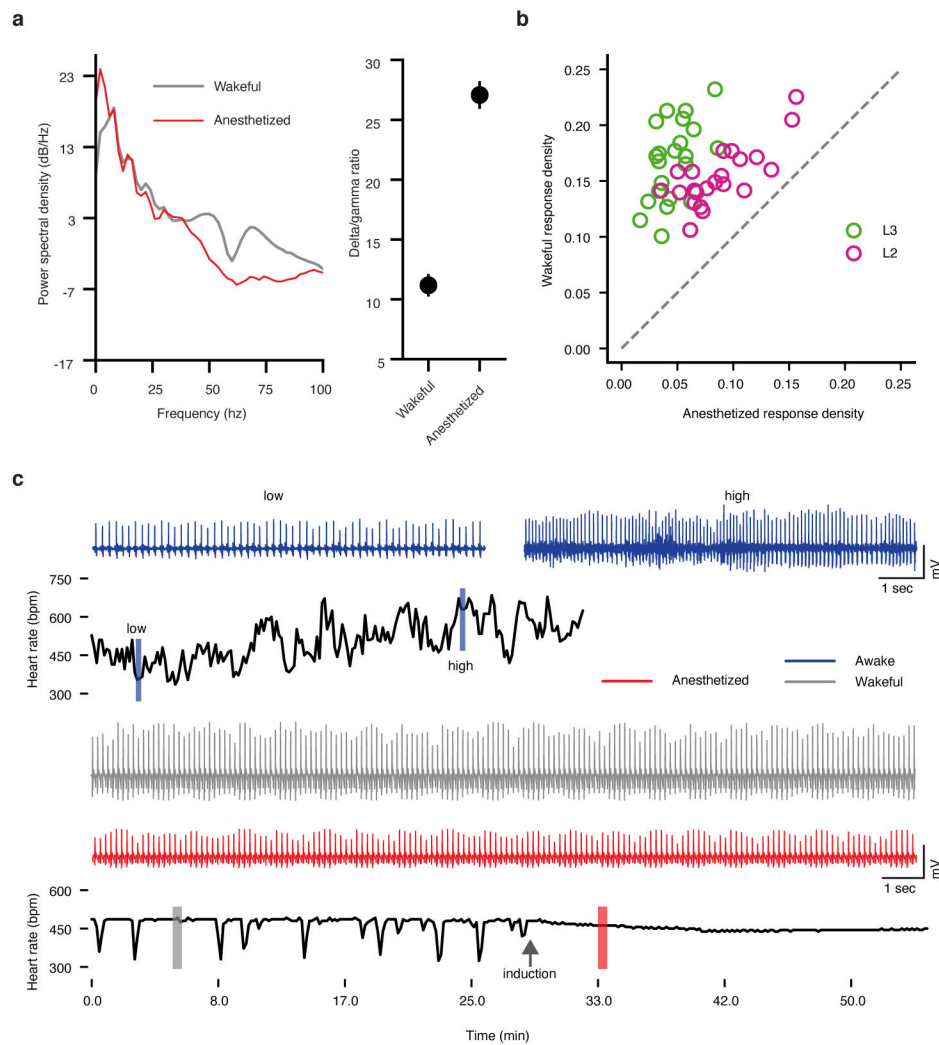 a
Power spectral density (dB/Hz)
23
13
3
-7
-17
0
25
50
75
100
Frequency (hz)
Wakeful
Anesthetized
Delta/gamma ratio
30
25
20
15
10
5
Wakeful
Anesthetized
b
Wakeful response density
0.25
0.20
0.15
0.10
0.05
0.00
0.00
0.05
0.10
0.15
0.20
0.25
Anesthetized response density
L3
L2
c
low
high
mV
1 sec
Heart rate (bpm)
750
600
450
300
low
high
Anesthetized
Awake
Wakeful
mV
1 sec
Heart rate (bpm)
600
450
300
induction
0.0
8.0
17.0
25.0
33.0
42.0
50.0
Time (min)